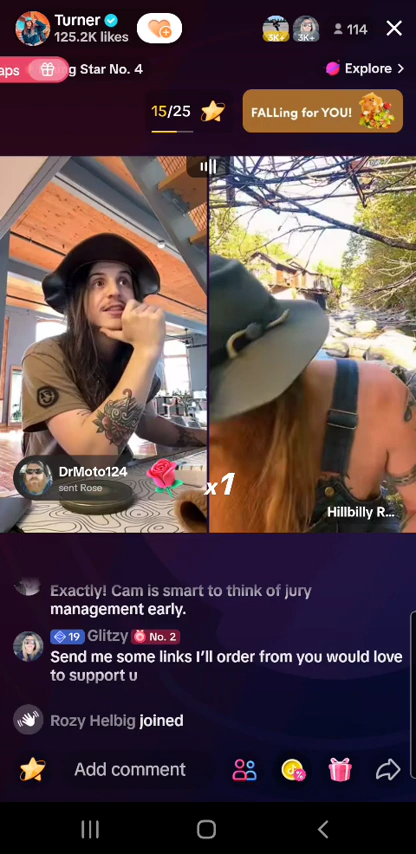 Turner
125.2K likes
3K+
3K+
114
aps
g Star No. 4
Explore >
15/25
FALLing for YOU!
DrMoto124
sent Rose
x1
Hillbilly R...
Exactly! Cam is smart to think of jury
management early.
19 Glitzy No. 2
Send me some links I’ll order from you would love
to support u
Rozy Helbig joined
Add comment